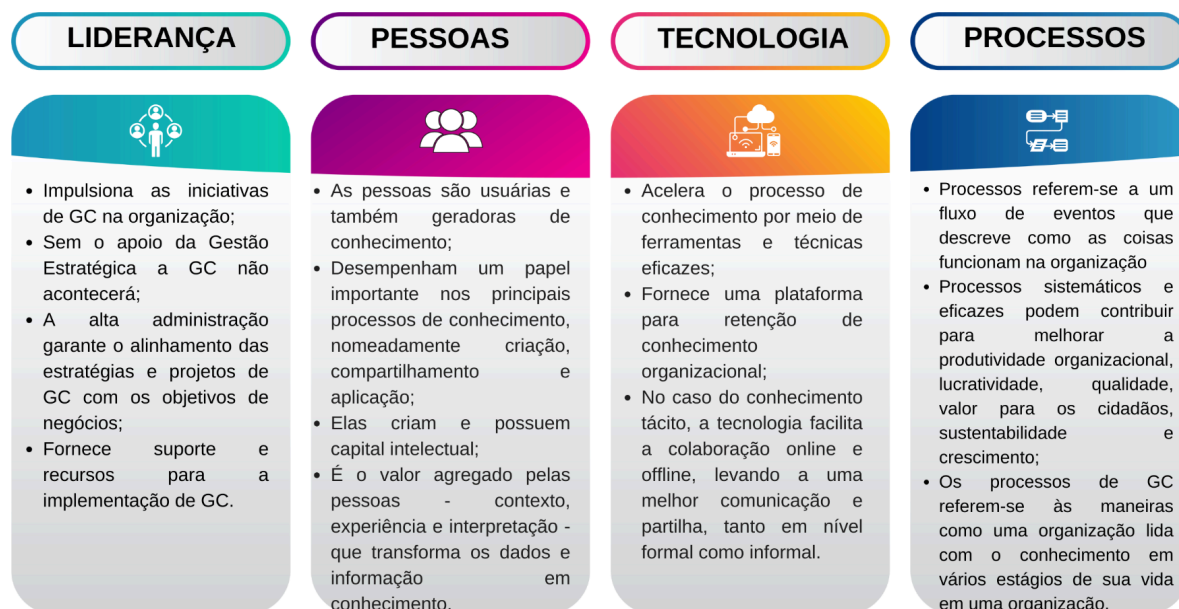 LIDERANÇA
Impulsiona as iniciativas
de GC na organização;
Sem o apoio da Gestão
Estratégica a GC não
acontecerá;
A alta administração
garante o alinhamento das
estratégias e projetos de
GC com os objetivos de
negócios;
Fornece suporte e
recursos para a
implementação de GC.
PESSOAS
As pessoas são usuárias e
também geradoras de
conhecimento;
Desempenham um papel
importante nos principais
processos de conhecimento,
nomeadamente criação,
compartilhamento e
aplicação;
Elas criam e possuem
capital intelectual;
É o valor agregado pelas
pessoas - contexto,
experiência e interpretação -
que transforma os dados e
informação em
conhecimento.
TECNOLOGIA
Acelera o processo de
conhecimento por meio de
ferramentas e técnicas
eficazes;
Fornece uma plataforma
para retenção de
conhecimento
organizacional;
No caso do conhecimento
tácito, a tecnologia facilita
a colaboração online e
offline, levando a uma
melhor comunicação e
partilha, tanto em nível
formal como informal.
PROCESSOS
Processos referem-se a um
fluxo de eventos que
descreve como as coisas
funcionam na organização
Processos sistemáticos e
eficazes podem contribuir
para melhorar a
produtividade organizacional,
lucratividade, qualidade,
valor para os cidadãos,
sustentabilidade e
crescimento;
Os processos de GC
referem-se às maneiras
como uma organização lida
com o conhecimento em
vários estágios de sua vida
em uma organização.